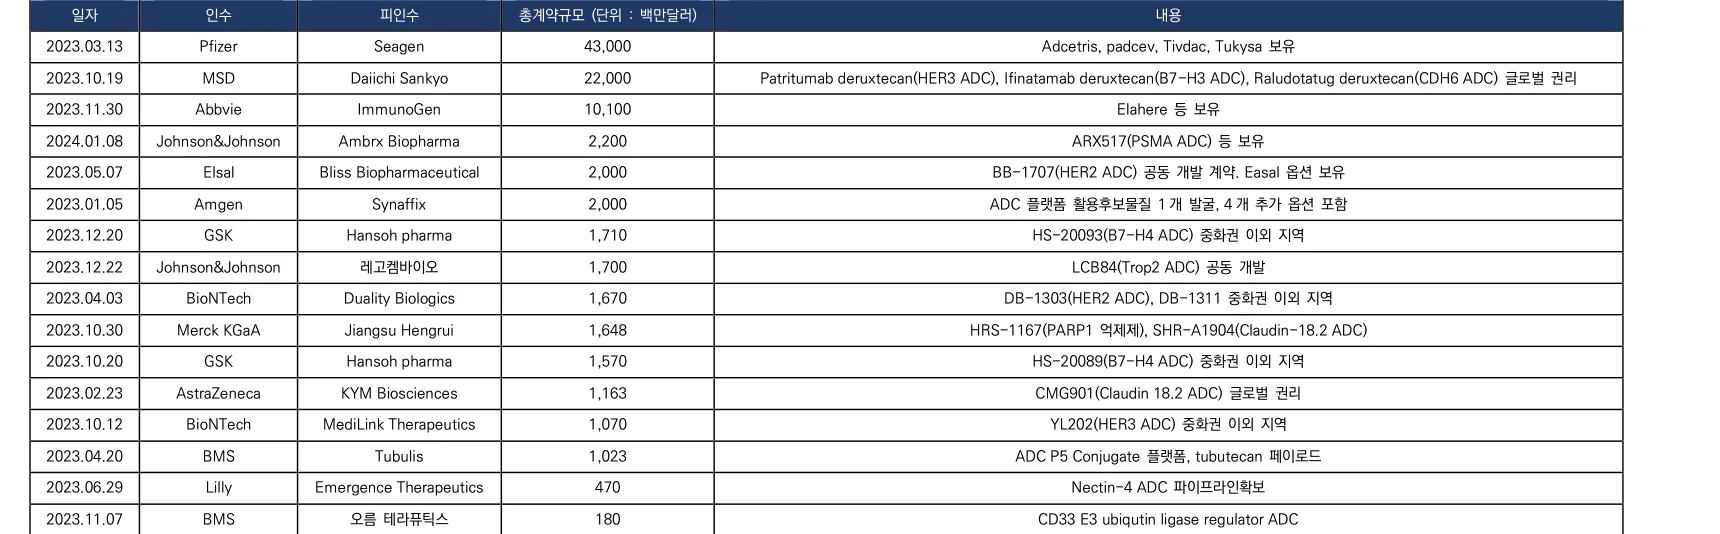 일자 인수 피인수 총계약규모 (단위 : 백만달러) 내용
2023.03.13 Pfizer Seagen 43,000 Adcetris, padcev, Tivdac, Tukysa 보유
2023.10.19 MSD Daiichi Sankyo 22,000 Patritumab deruxtecan(HER3 ADC), Ifinatamab deruxtecan(B7-H3 ADC), Raludotatug deruxtecan(CDH6 ADC) 글로벌 권리
2023.11.30 Abbvie ImmunoGen 10,100 Elahere 등 보유
2024.01.08 Johnson&Johnson Ambrx Biopharma 2,200 ARX517(PSMA ADC) 등 보유
2023.05.07 Elsal Bliss Biopharmaceutical 2,000 BB-1707(HER2 ADC) 공동 개발 계약. Easal 옵션 보유
2023.01.05 Amgen Synaffix 2,000 ADC 플랫폼 활용후보물질 1개 발굴, 4개 추가 옵션 포함
2023.12.20 GSK Hansoh pharma 1,710 HS-20093(B7-H4 ADC) 중화권 이외 지역
2023.12.22 Johnson&Johnson 레고켐바이오 1,700 LCB84(Trop2 ADC) 공동 개발
2023.04.03 BioNTech Duality Biologics 1,670 DB-1303(HER2 ADC), DB-1311 중화권 이외 지역
2023.10.30 Merck KGaA Jiangsu Hengrui 1,648 HRS-1167(PARP1 억제제), SHR-A1904(Claudin-18.2 ADC)
2023.10.20 GSK Hansoh pharma 1,570 HS-20089(B7-H4 ADC) 중화권 이외 지역
2023.02.23 AstraZeneca KYM Biosciences 1,163 CMG901(Claudin 18.2 ADC) 글로벌 권리
2023.10.12 BioNTech MediLink Therapeutics 1,070 YL202(HER3 ADC) 중화권 이외 지역
2023.04.20 BMS Tubulis 1,023 ADC P5 Conjugate 플랫폼, tubutecan 페이로드
2023.06.29 Lilly Emergence Therapeutics 470 Nectin-4 ADC 파이프라인확보
2023.11.07 BMS 오름 테라퓨틱스 180 CD33 E3 ubiqutin ligase regulator ADC